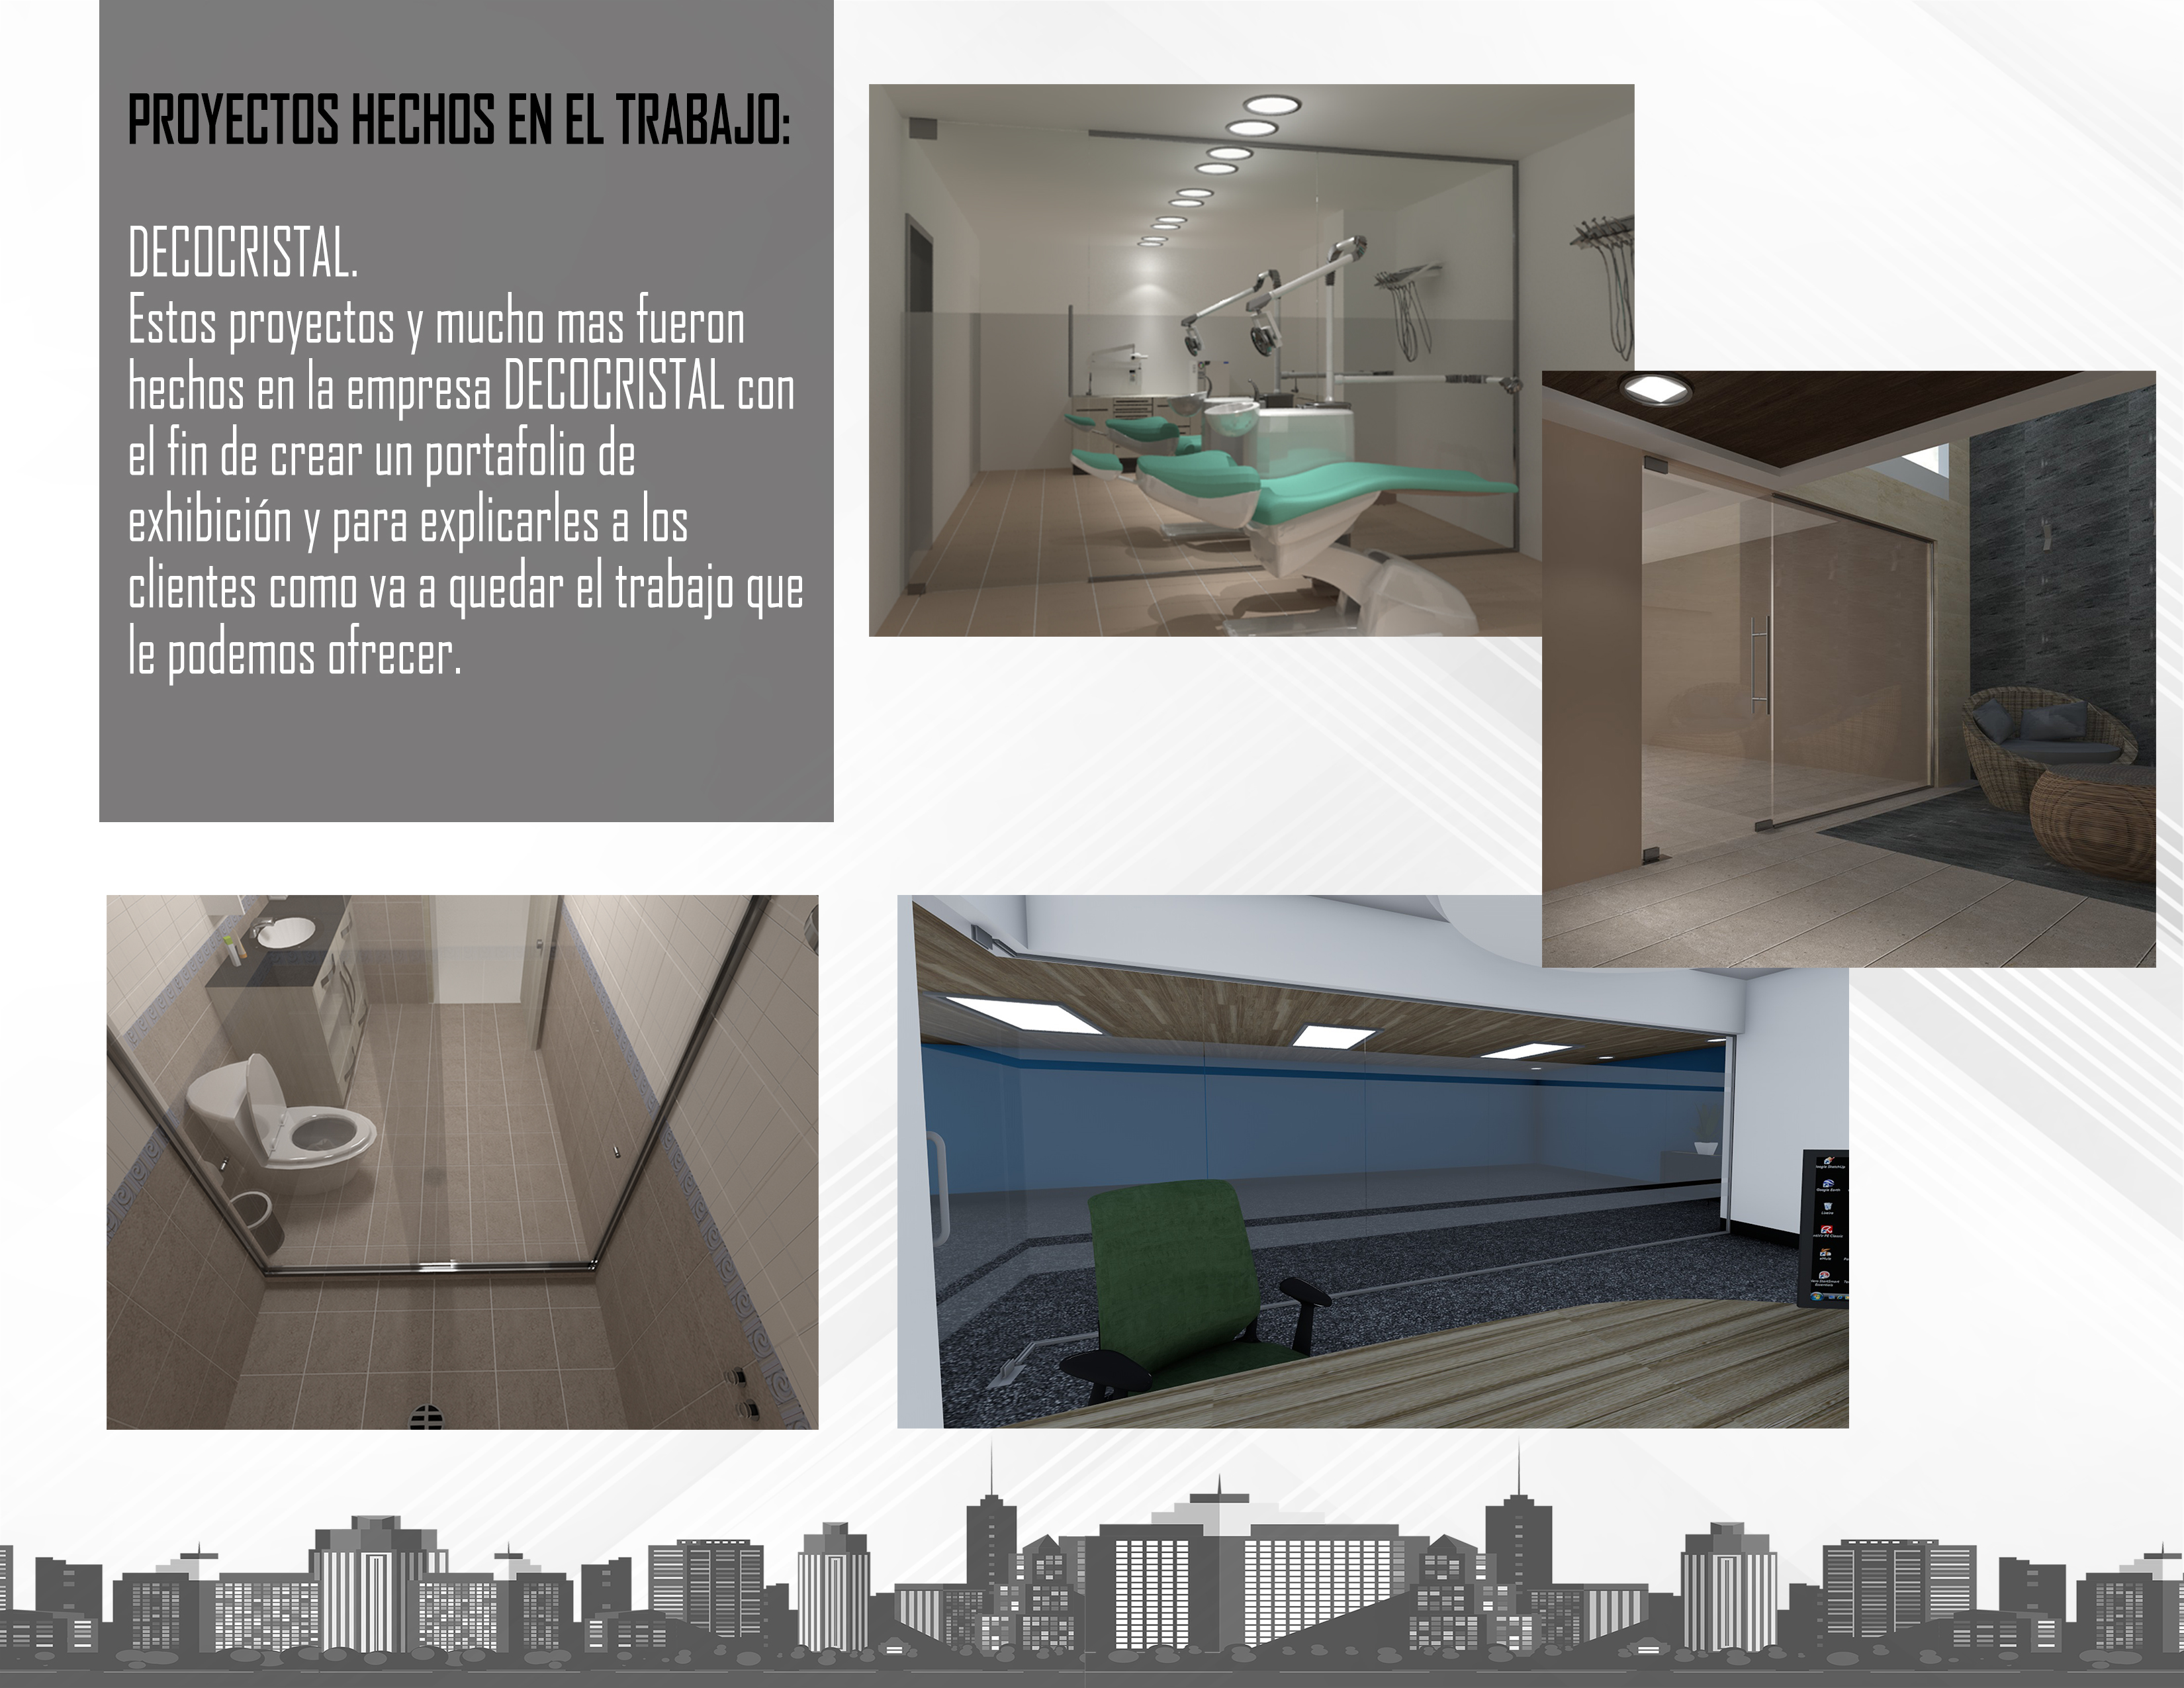 PROYECTOS HECHOS EN EL TRABAJO:
DECOCRISTAL.
Estos proyectos y mucho mas fueron
hechos en la empresa DECOCRISTAL con
el fin de crear un portafolio de
exhibición y para explicarles a los
clientes como va a quedar el trabajo que
le podemos ofrecer.
Google Earth